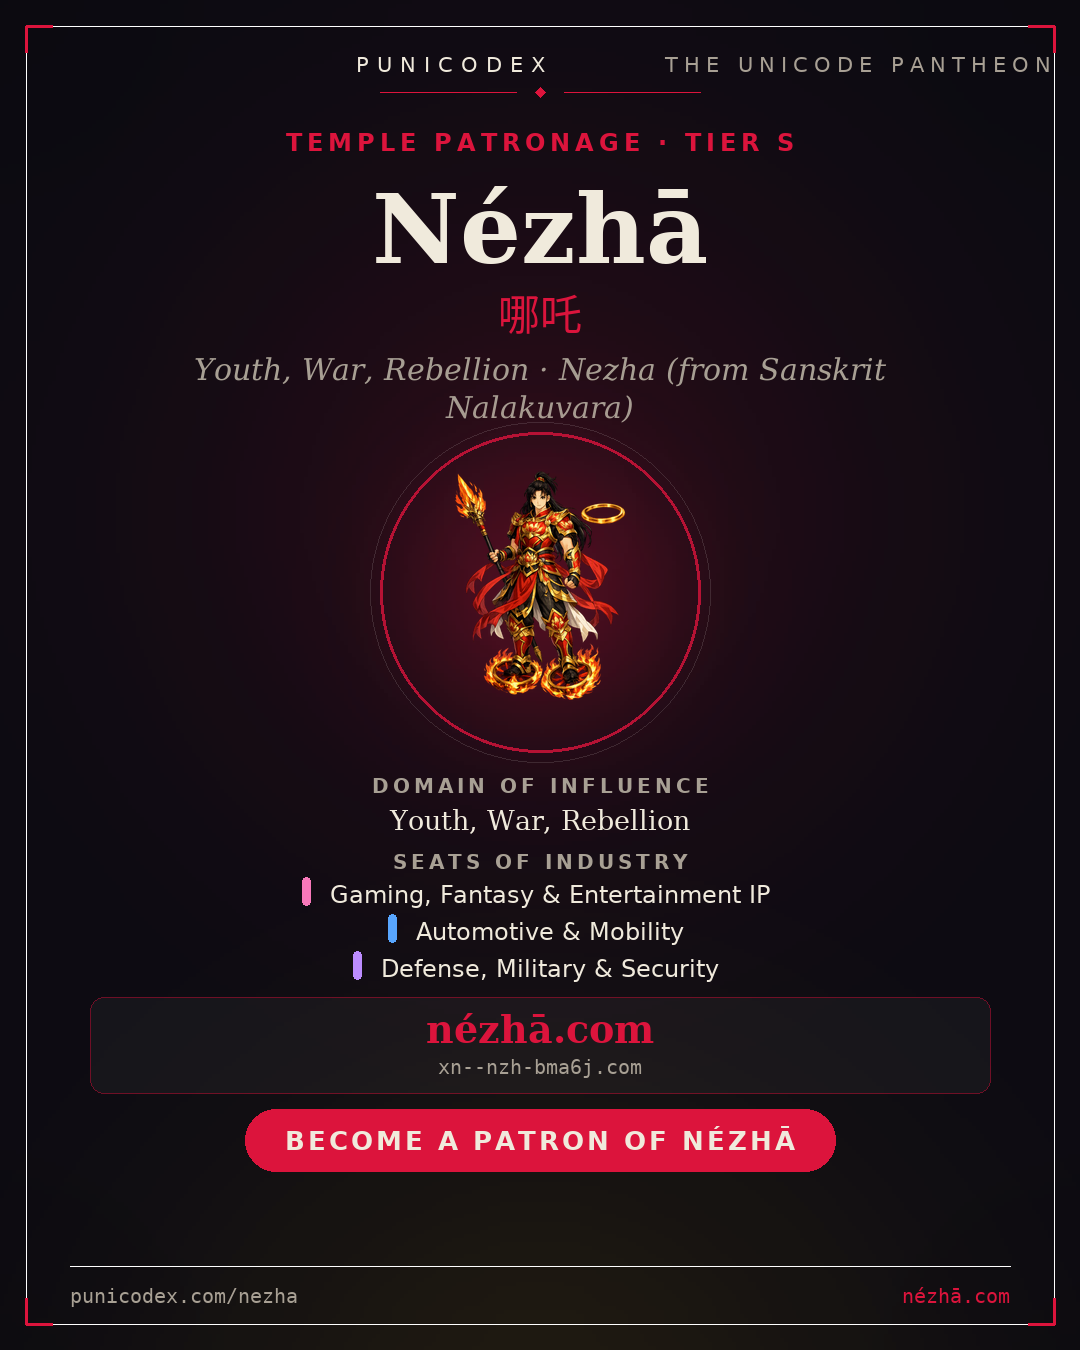 PUNICODEX
THE UNICODE PANTHEON
TEMPLE PATRONAGE · TIER S
Nézhā
哪吒
Youth, War, Rebellion · Nezha (from Sanskrit
Nalakuvara)
DOMAIN OF INFLUENCE
Youth, War, Rebellion
SEATS OF INDUSTRY
Gaming, Fantasy & Entertainment IP
Automotive & Mobility
Defense, Military & Security
nézhā.com
xn--nzh-bma6j.com
BECOME A PATRON OF NÉZHĀ
punicodex.com/nezha
nézhā.com